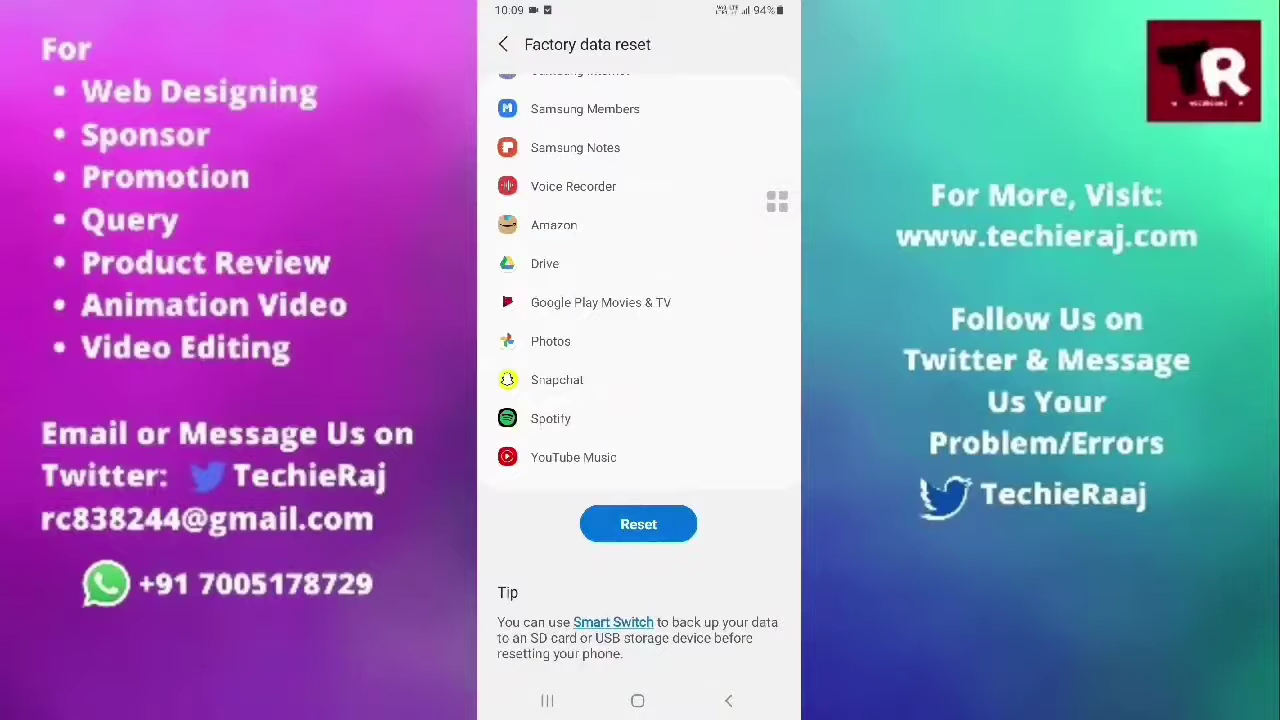 For
• Web Designing
• Sponsor
• Promotion
• Query
• Product Review
• Animation Video
• Video Editing
Email or Message Us on
Twitter: TechieRaj
rc838244@gmail.com
+91 7005178729
10.09
94%
Factory data reset
Samsung Internet
Samsung Members
Samsung Notes
Voice Recorder
Amazon
Drive
Google Play Movies & TV
Photos
Snapchat
Spotify
YouTube Music
Reset
Tip
You can use Smart Switch to back up your data
to an SD card or USB storage device before
resetting your phone.
TR
For More, Visit:
www.techieraj.com
Follow Us on
Twitter & Message
Us Your
Problem/Errors
TechieRaaj